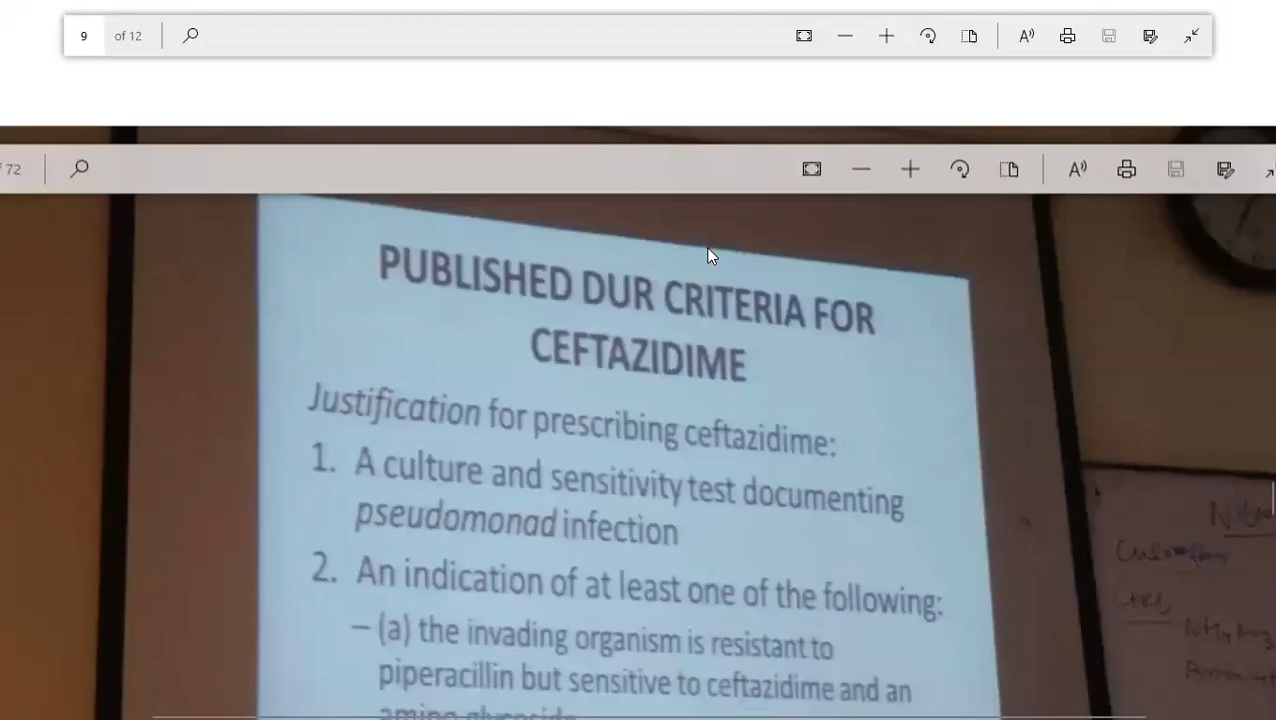 9 of 12
72
PUBLISHED DUR CRITERIA FOR
CEFTAZIDIME
Justification for prescribing ceftazidime:
1. A culture and sensitivity test documenting
pseudomonad infection
2. An indication of at least one of the following:
– (a) the invading organism is resistant to
piperacillin but sensitive to ceftazidime and an